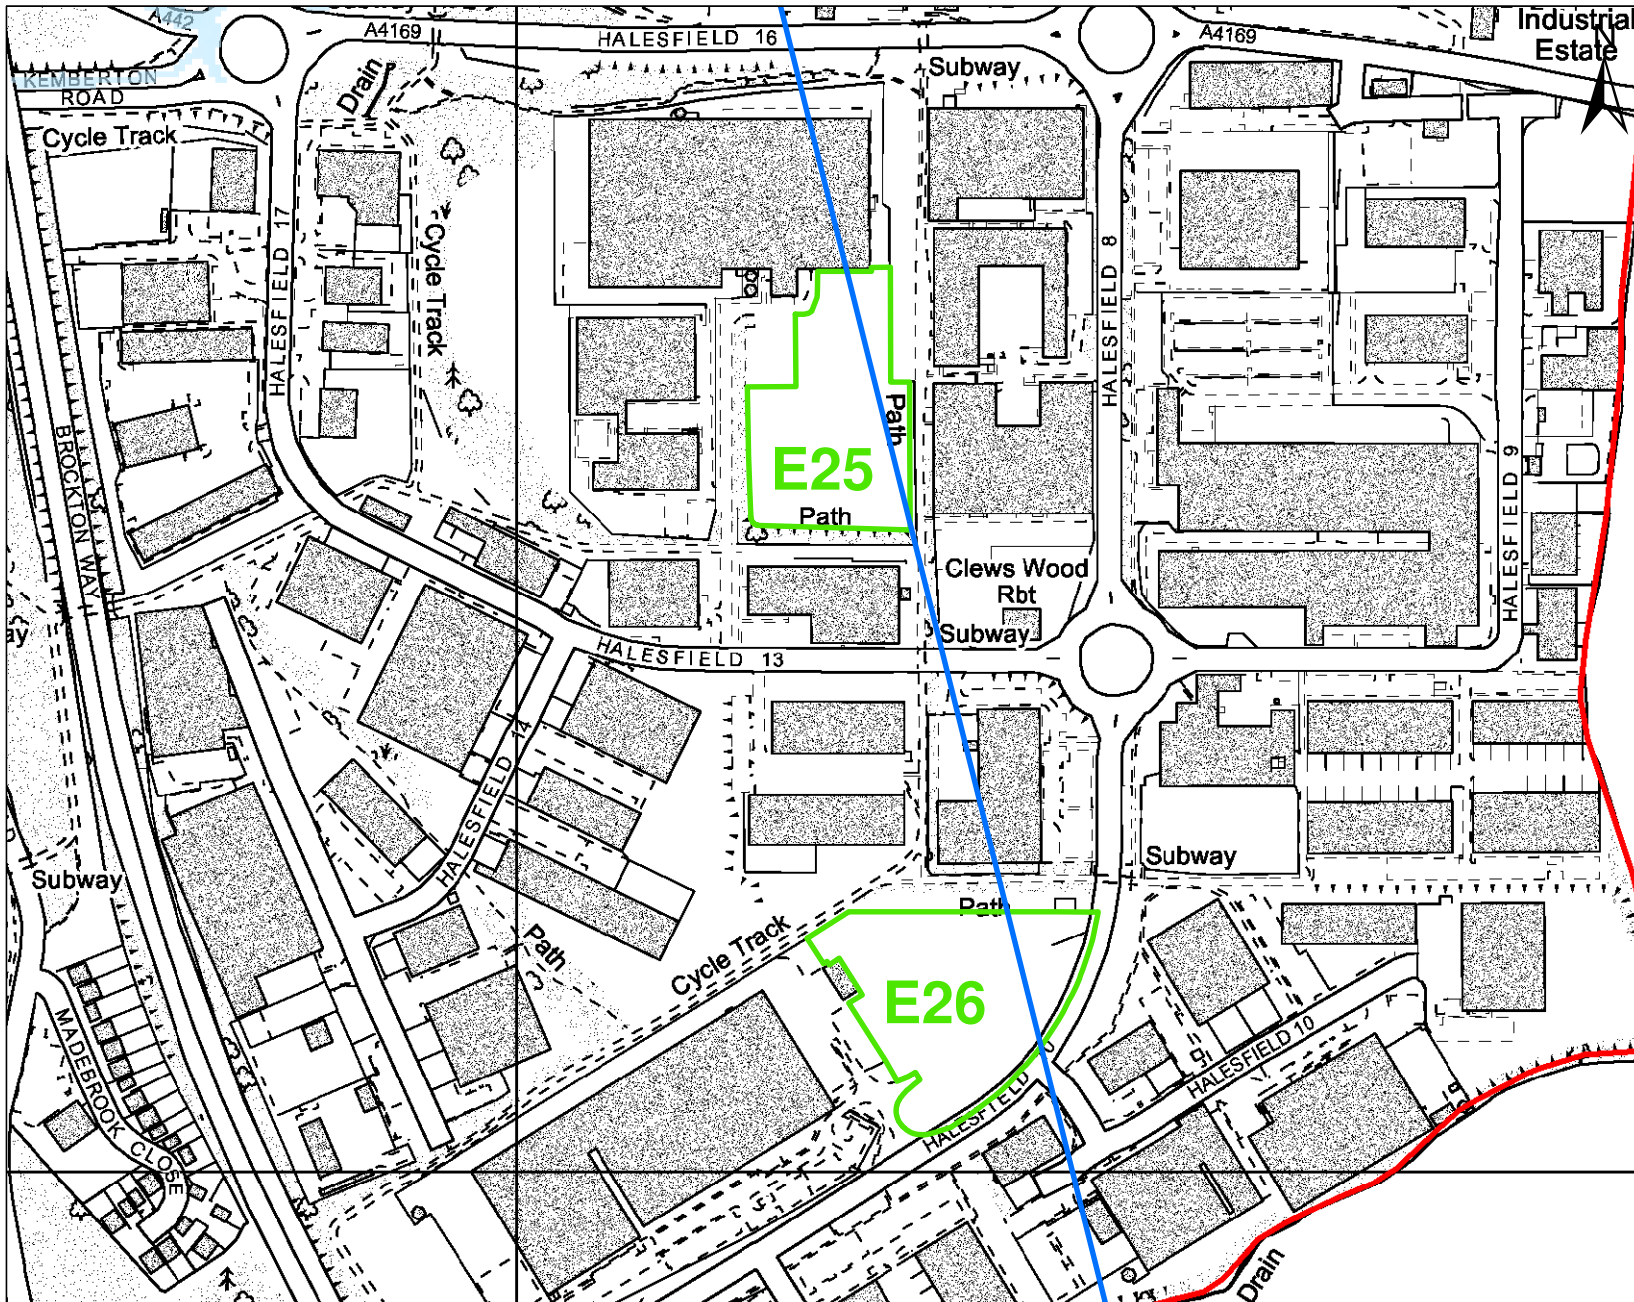 A442
A4169
HALESFIELD 16
A4169
Industrial
Estate
N
KEMBERTON
ROAD
Path
Subway
Drain
Cycle Track
Cycle Track
HALESFIELD 17
HALESFIELD 8
Path
E25
Path
BROCKTON WAY
HALESFIELD 9
Clews Wood
Rbt
Subway
HALESFIELD 13
HALESFIELD 14
Subway
Subway
Path
Cycle Track
Path
E26
MADEBROOK CLOSE
HALESFIELD 10
HALESFIELD
Drain